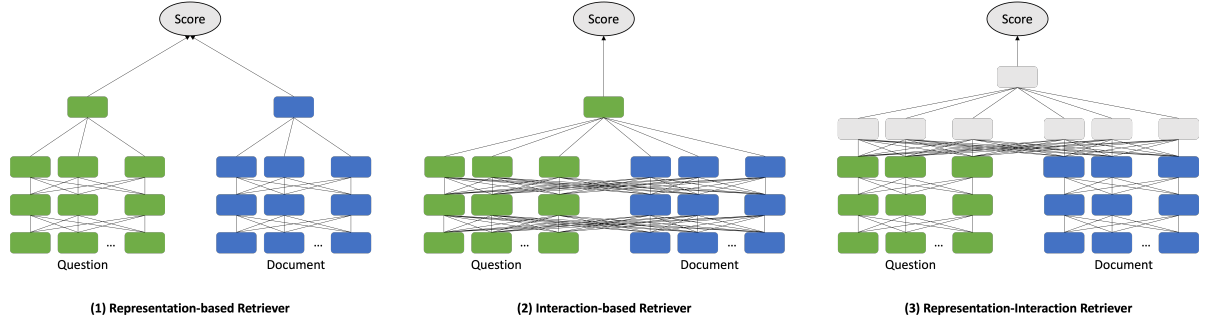 Score
... ...
Question Document
(1) Representation-based Retriever
Score
... ...
Question Document
(2) Interaction-based Retriever
Score
... ...
Question Document
(3) Representation-Interaction Retriever